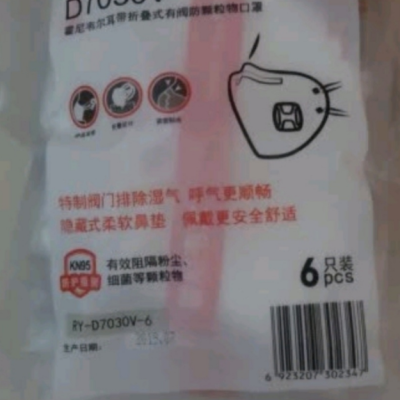 D7030V
霍尼韦尔耳带折叠式有阀防颗粒物口罩
特制阀门排除湿气 呼气更顺畅
隐藏式柔软鼻垫 佩戴更安全舒适
KN95
有效阻隔粉尘、
细菌等颗粒物
6只装
6pcs
RY-D7030V-6
生产日期:
6 923207 302347